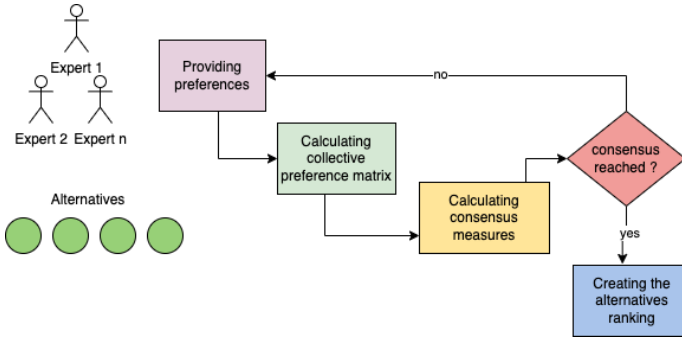 Expert 1
Expert 2
Expert n
Alternatives
Providing
preferences
Calculating
collective
preference matrix
Calculating
consensus
measures
no
consensus
reached ?
yes
Creating the
alternatives
ranking